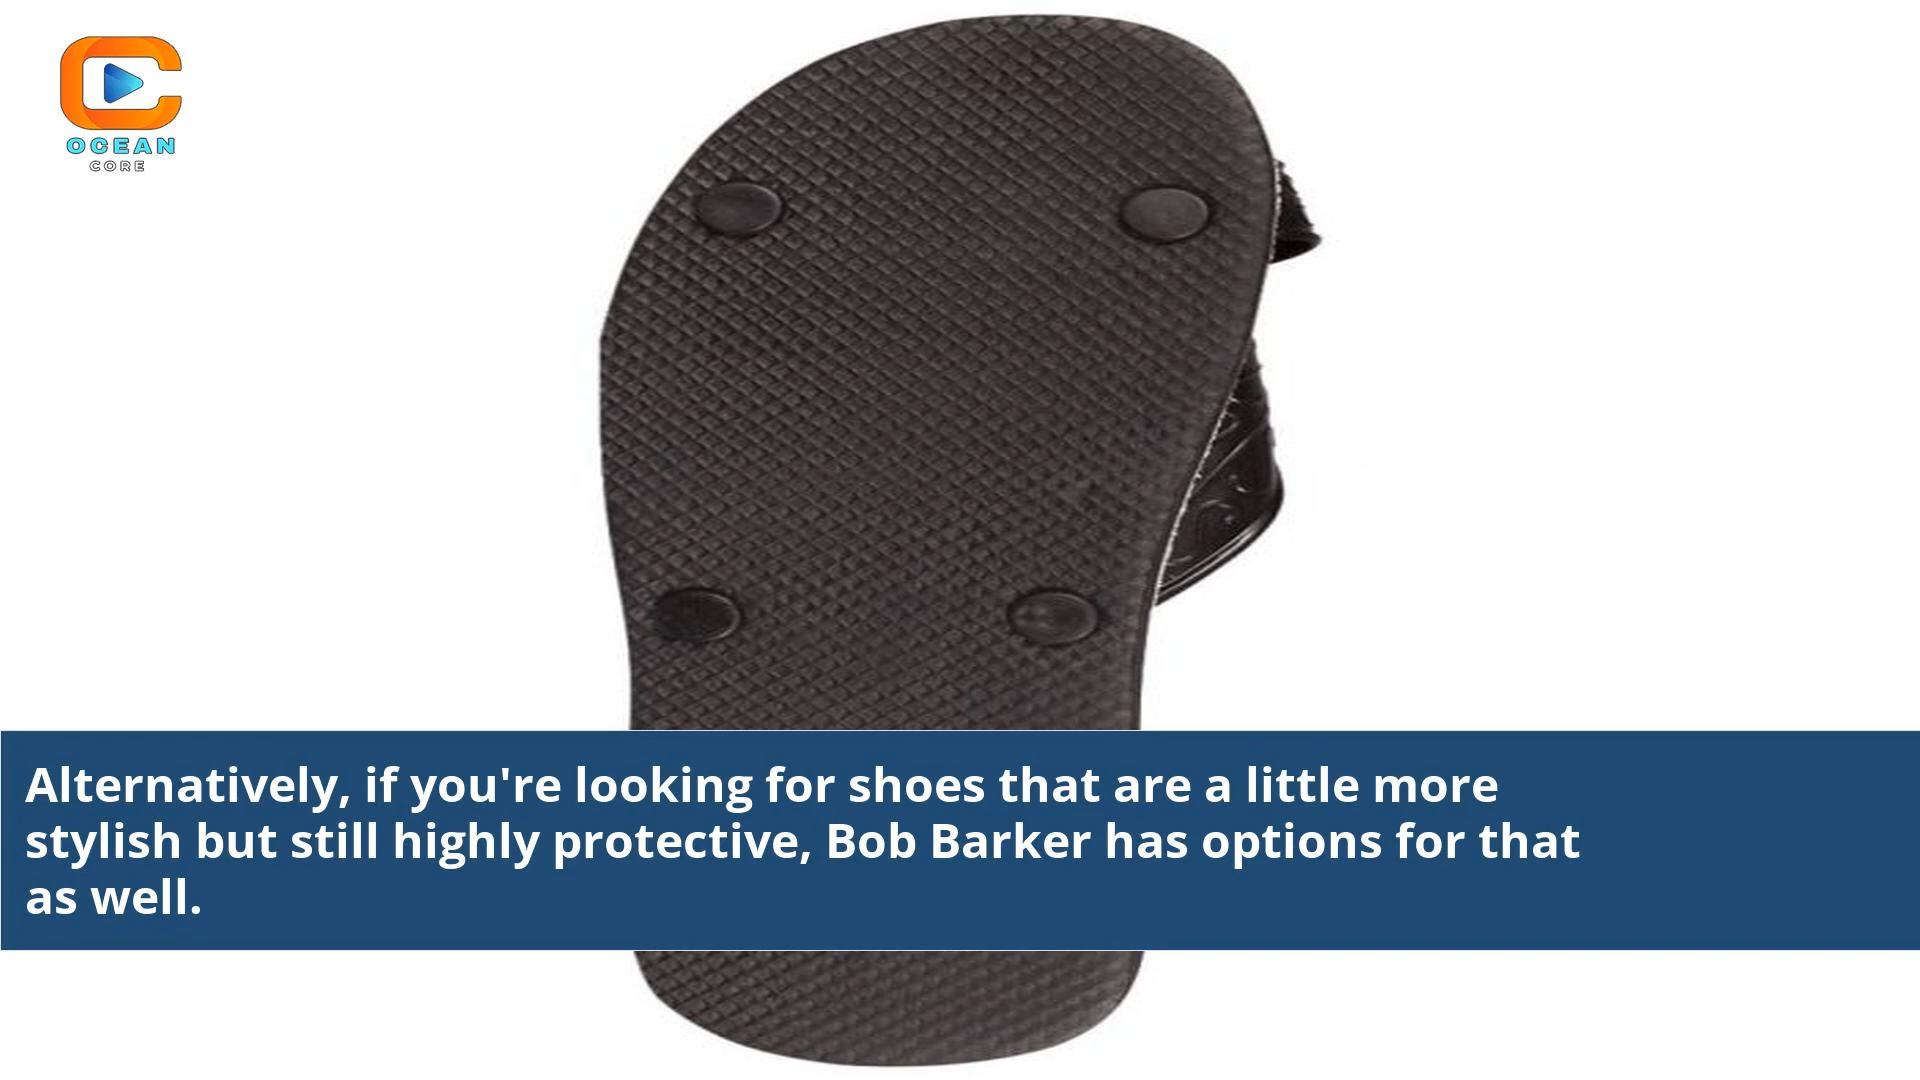 OCEAN
CORE
Alternatively, if you're looking for shoes that are a little more
stylish but still highly protective, Bob Barker has options for that
as well.